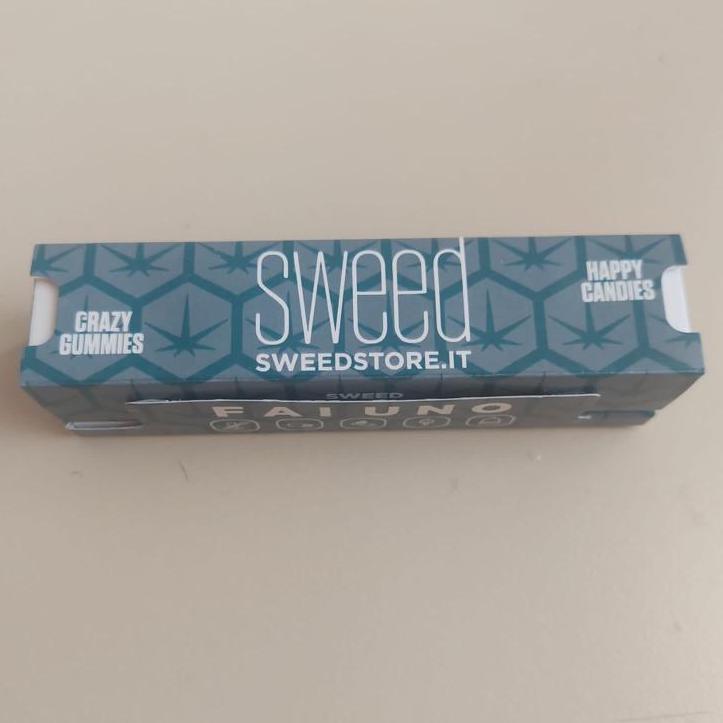 sweed
SWEEDSTORE.IT
CRAZY
GUMMIES
HAPPY
CANDIES
SWEED
FAI UNO